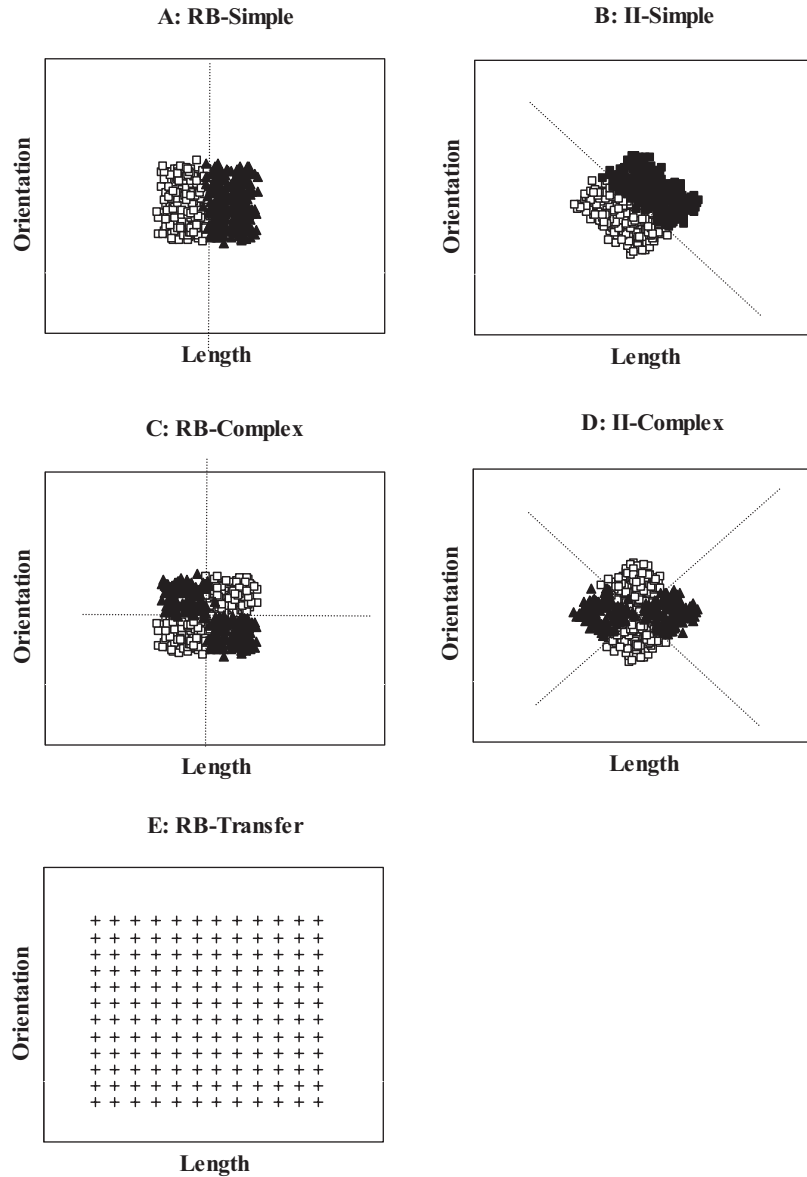 A: RB-Simple
Orientation
Length
B: II-Simple
Orientation
Length
C: RB-Complex
Orientation
Length
D: II-Complex
Orientation
Length
E: RB-Transfer
Orientation
Length